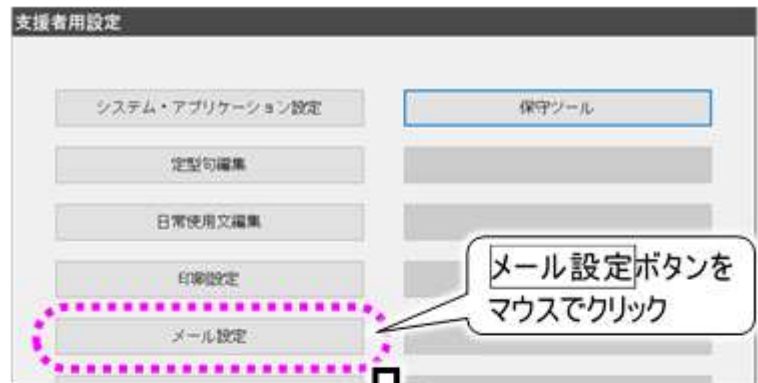 支援者用設定
システム・アプリケーション設定
保守ツール
定型句編集
日常使用文編集
印刷設定
メール設定
メール設定ボタンを
マウスでクリック